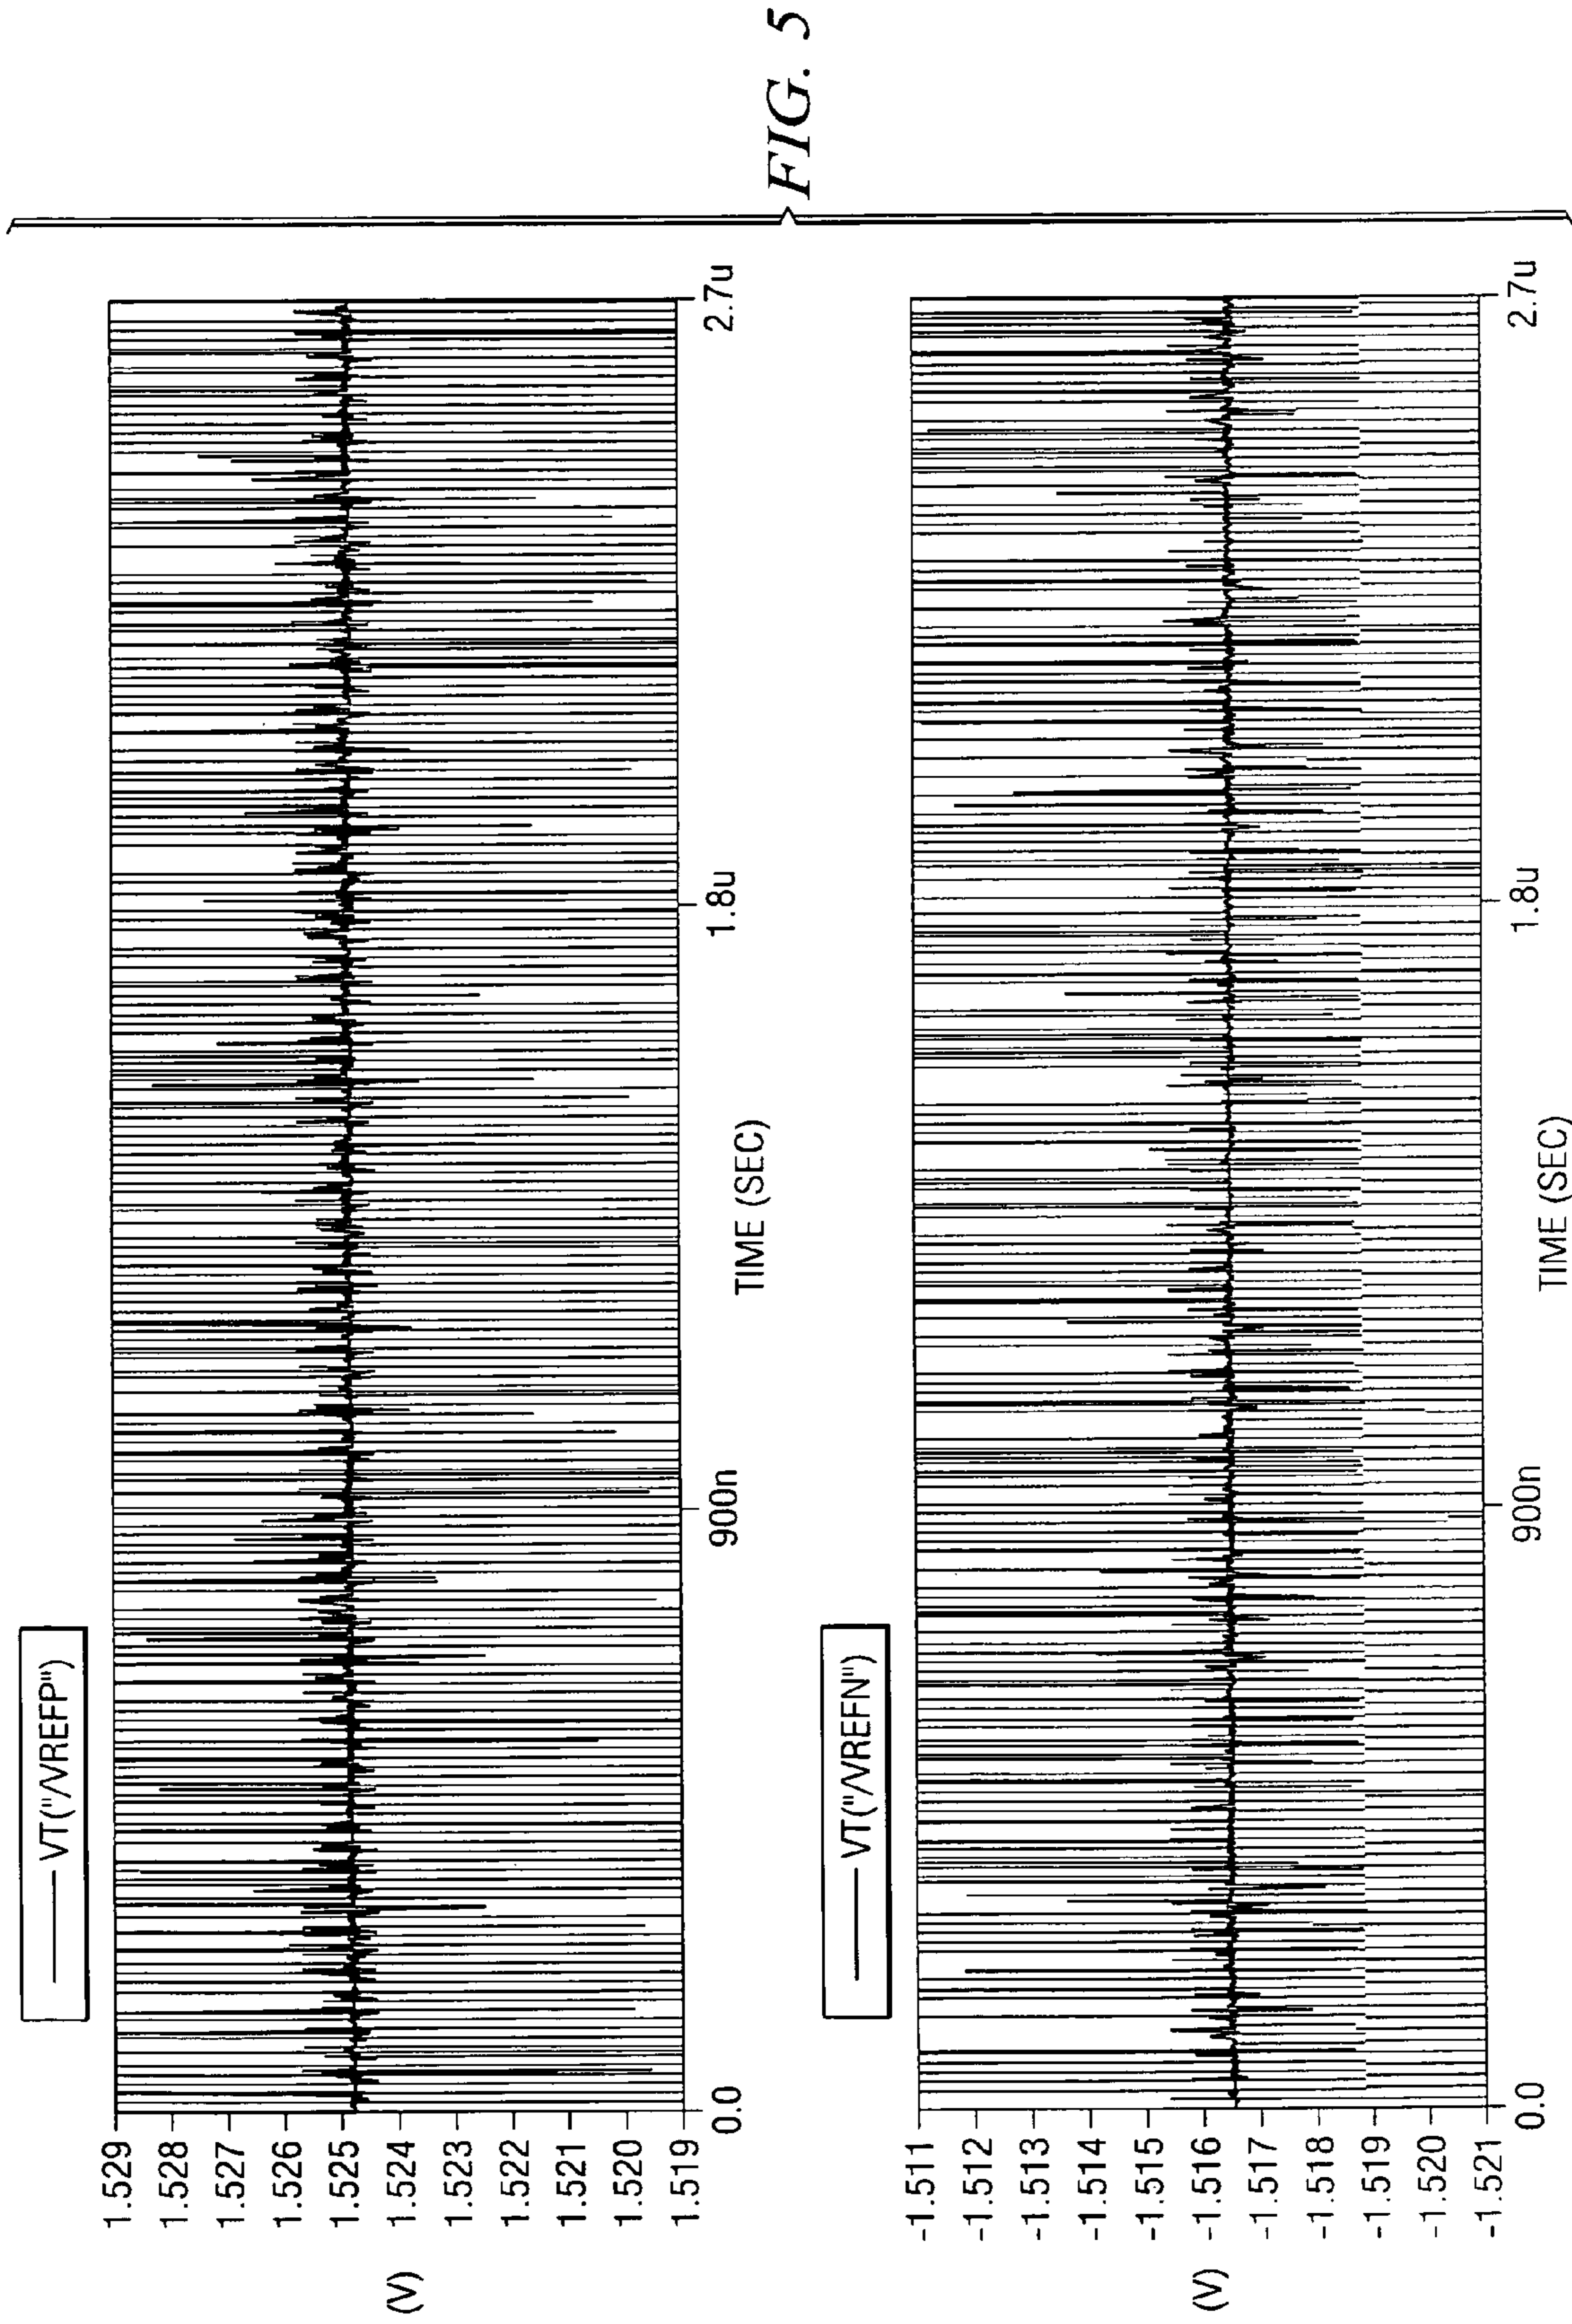 VT("/VREFP")
1.529
1.528
1.527
1.526
1.525
1.524
1.523
1.522
1.521
1.520
1.519
(V)
0.0
900n
1.8u
2.7u
TIME (SEC)
VT("/VREFN")
-1.511
-1.512
-1.513
-1.514
-1.515
-1.516
-1.517
-1.518
-1.519
-1.520
-1.521
(V)
0.0
900n
1.8u
2.7u
TIME (SEC)
FIG. 5